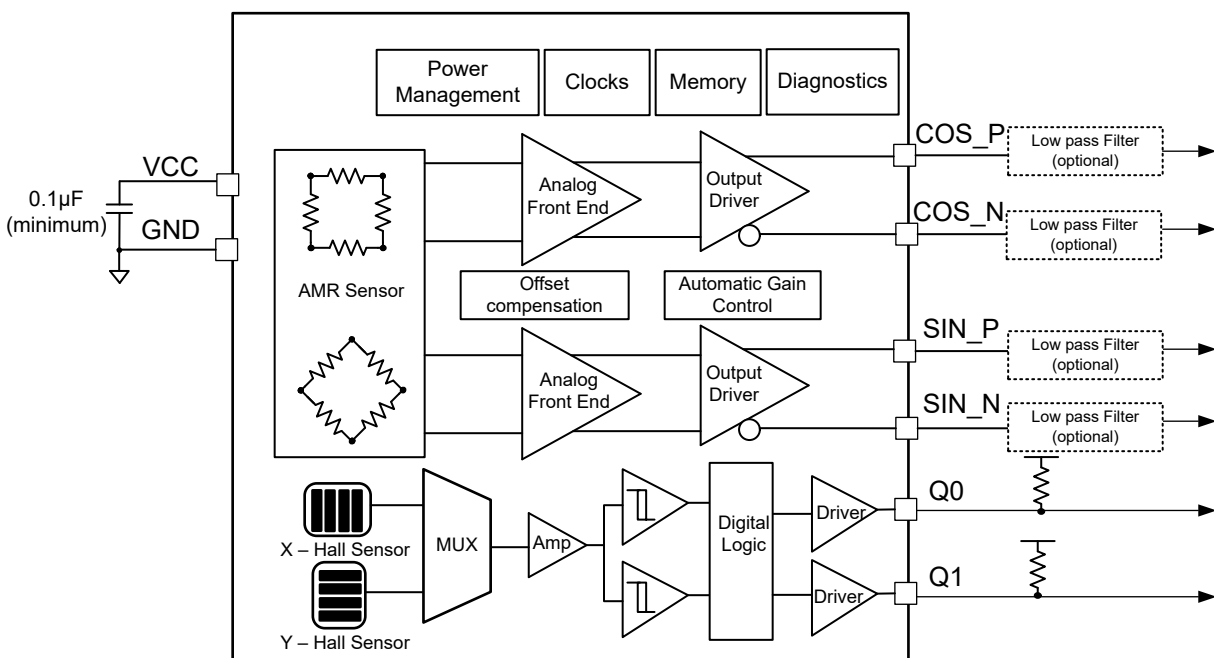 Power
Management
Clocks
Memory
Diagnostics
VCC
0.1µF
(minimum)
GND
AMR Sensor
Analog
Front End
Output
Driver
COS_P
Low pass Filter
(optional)
COS_N
Low pass Filter
(optional)
Offset
compensation
Automatic Gain
Control
Analog
Front End
Output
Driver
SIN_P
Low pass Filter
(optional)
SIN_N
Low pass Filter
(optional)
X – Hall Sensor
Y – Hall Sensor
MUX
Amp
Digital
Logic
Driver
Q0
Driver
Q1